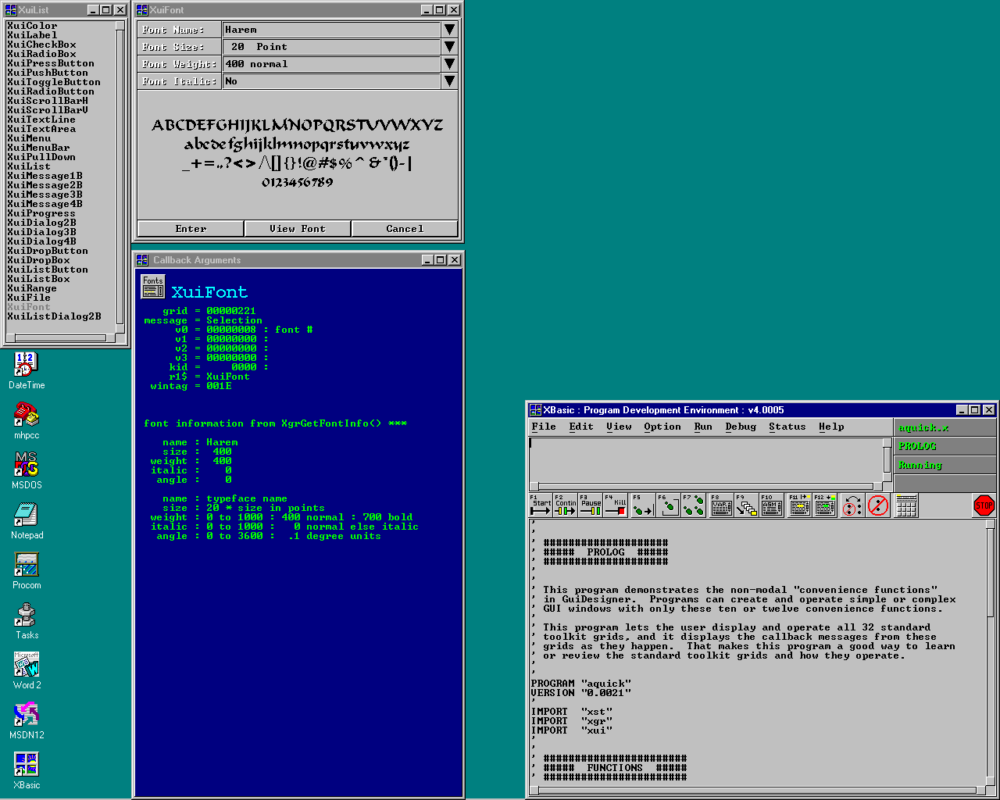 XuiList
XuiColor
XuiLabel
XuiCheckBox
XuiRadioBox
XuiPressButton
XuiPushButton
XuiToggleButton
XuiRadioButton
XuiScrollBarH
XuiScrollBarV
XuiTextLine
XuiTextArea
XuiMenu
XuiMenuBar
XuiPullDown
XuiList
XuiMessage1B
XuiMessage2B
XuiMessage3B
XuiMessage4B
XuiProgress
XuiDialog2B
XuiDialog3B
XuiDialog4B
XuiDropButton
XuiDropBox
XuiListButton
XuiListBox
XuiRange
XuiFile
XuiFont
XuiListDialog2B
XuiFont
Font Name: Harem
Font Size: 20 Point
Font Weight: 400 normal
Font Italic: No
ABCDEFGHIJKLMNOPQRSTUVWXYZ
abcdefghijklmnopqrstuvwxyz
_+=.,?<>/\[]{}!@#$%^&*()-|
0123456789
Enter View Font Cancel
Callback Arguments
Fonts
XuiFont
grid = 00000221
message = Selection
v0 = 00000008 : font #
v1 = 00000000 :
v2 = 00000000 :
v3 = 00000000 :
kid = 0000 :
r1$ = XuiFont
wintag = 001E
font information from XgrGetFontInfo() ***
name : Harem
size : 400
weight : 400
italic : 0
angle : 0
name : typeface name
size : 20 * size in points
weight : 0 to 1000 : 400 normal : 700 bold
italic : 0 to 1000 : 0 normal else italic
angle : 0 to 3600 : .1 degree units
DateTime
mhpcc
MSDOS
Notepad
Procom
Tasks
Word 2
MSDN12
XBasic
XBasic : Program Development Environment : v4.0005
File Edit View Option Run Debug Status Help
aquick.x
PROLOG
Running
F1 Start F2 Contin F3 Pause F4 Kill F5 F6 F7 F8 VAR F9 F10 ASM F11 F12 STOP
'
' #####################
' ##### PROLOG #####
' #####################
'
'
' This program demonstrates the non-modal "convenience functions"
' in GuiDesigner. Programs can create and operate simple or complex
' GUI windows with only these ten or twelve convenience functions.
'
' This program lets the user display and operate all 32 standard
' toolkit grids, and it displays the callback messages from these
' grids as they happen. That makes this program a good way to learn
' or review the standard toolkit grids and how they operate.
'
'
PROGRAM "aquick"
VERSION "0.0021"
'
IMPORT "xst"
IMPORT "xgr"
IMPORT "xui"
'
'
' #######################
' ##### FUNCTIONS #####
' #######################